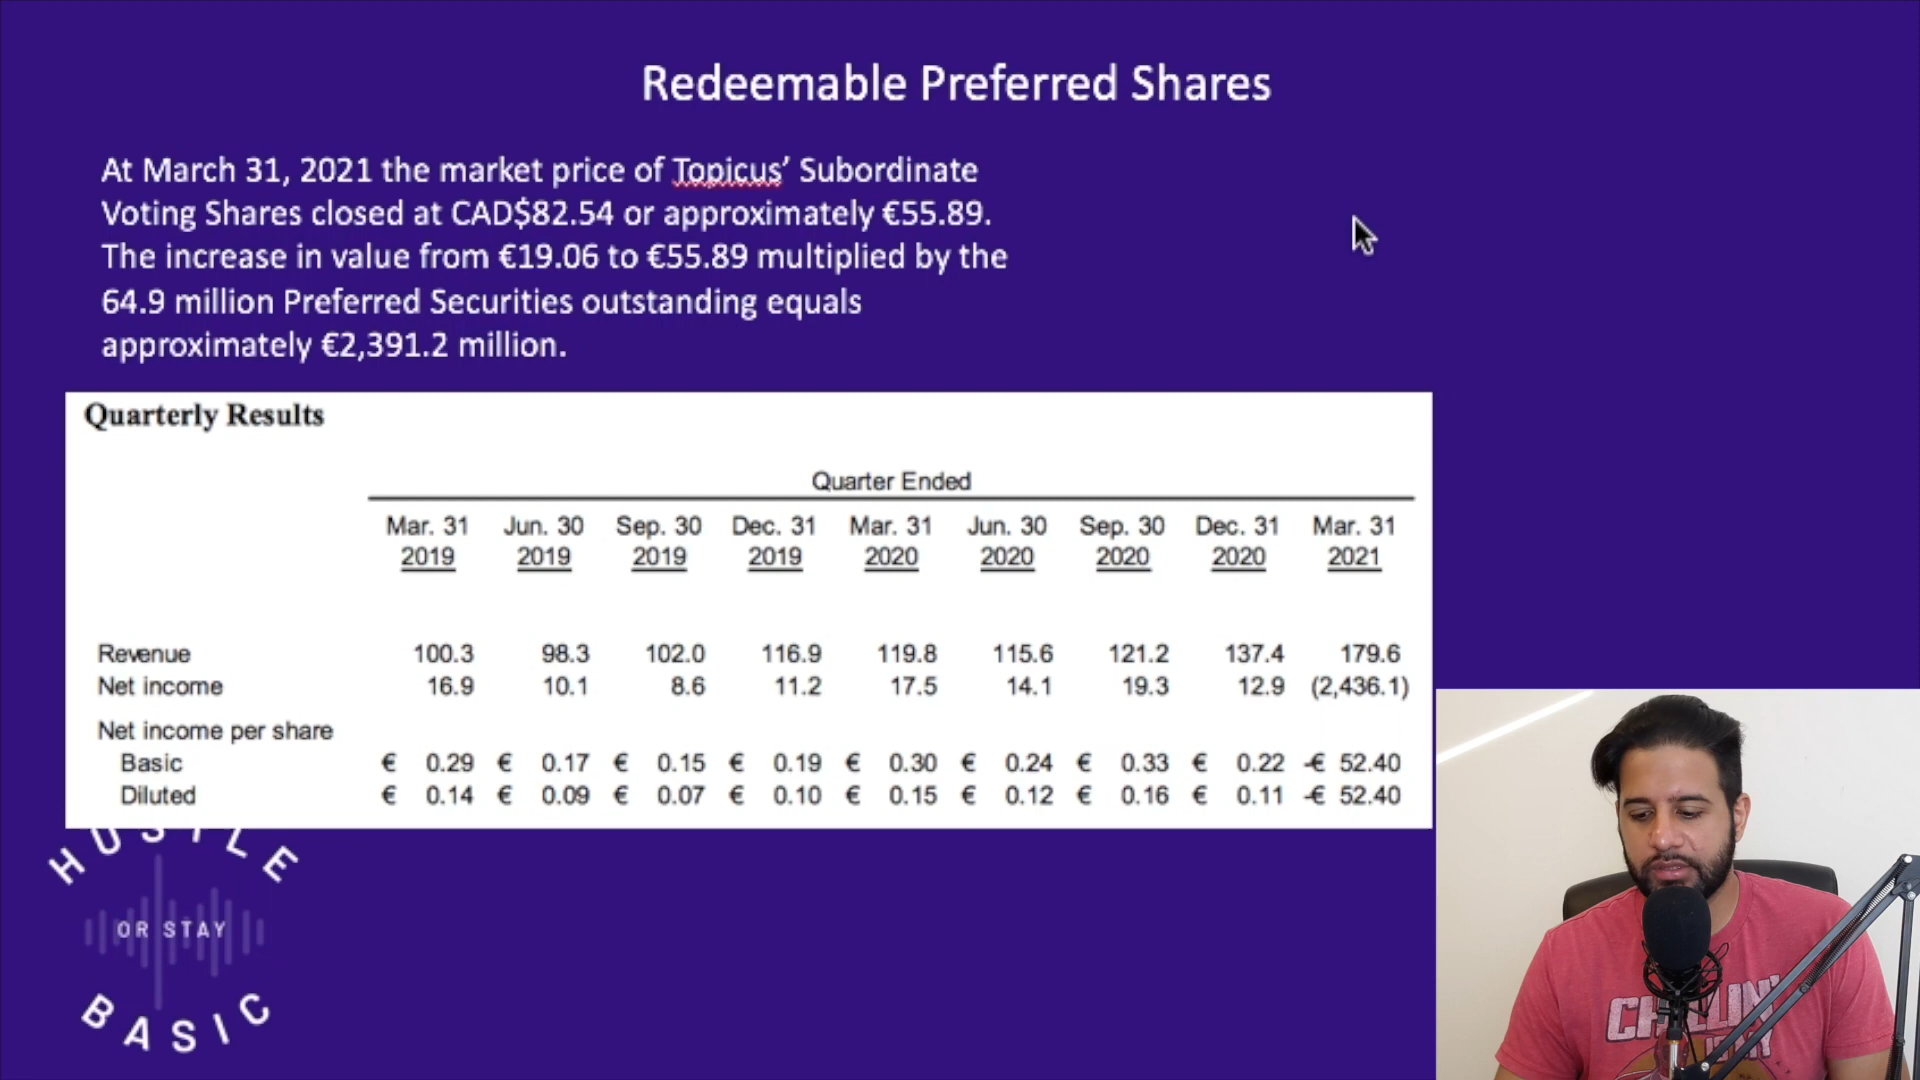 Redeemable Preferred Shares
At March 31, 2021 the market price of Topicus’ Subordinate
Voting Shares closed at CAD$82.54 or approximately €55.89.
The increase in value from €19.06 to €55.89 multiplied by the
64.9 million Preferred Securities outstanding equals
approximately €2,391.2 million.
Quarterly Results
Quarter Ended
Mar. 31 Jun. 30 Sep. 30 Dec. 31 Mar. 31 Jun. 30 Sep. 30 Dec. 31 Mar. 31
2019 2019 2019 2019 2020 2020 2020 2020 2021
Revenue 100.3 98.3 102.0 116.9 119.8 115.6 121.2 137.4 179.6
Net income 16.9 10.1 8.6 11.2 17.5 14.1 19.3 12.9 (2,436.1)
Net income per share
Basic € 0.29 € 0.17 € 0.15 € 0.19 € 0.30 € 0.24 € 0.33 € 0.22 -€ 52.40
Diluted € 0.14 € 0.09 € 0.07 € 0.10 € 0.15 € 0.12 € 0.16 € 0.11 -€ 52.40
HUSTLE
OR STAY
BASIC
CHILLIN'